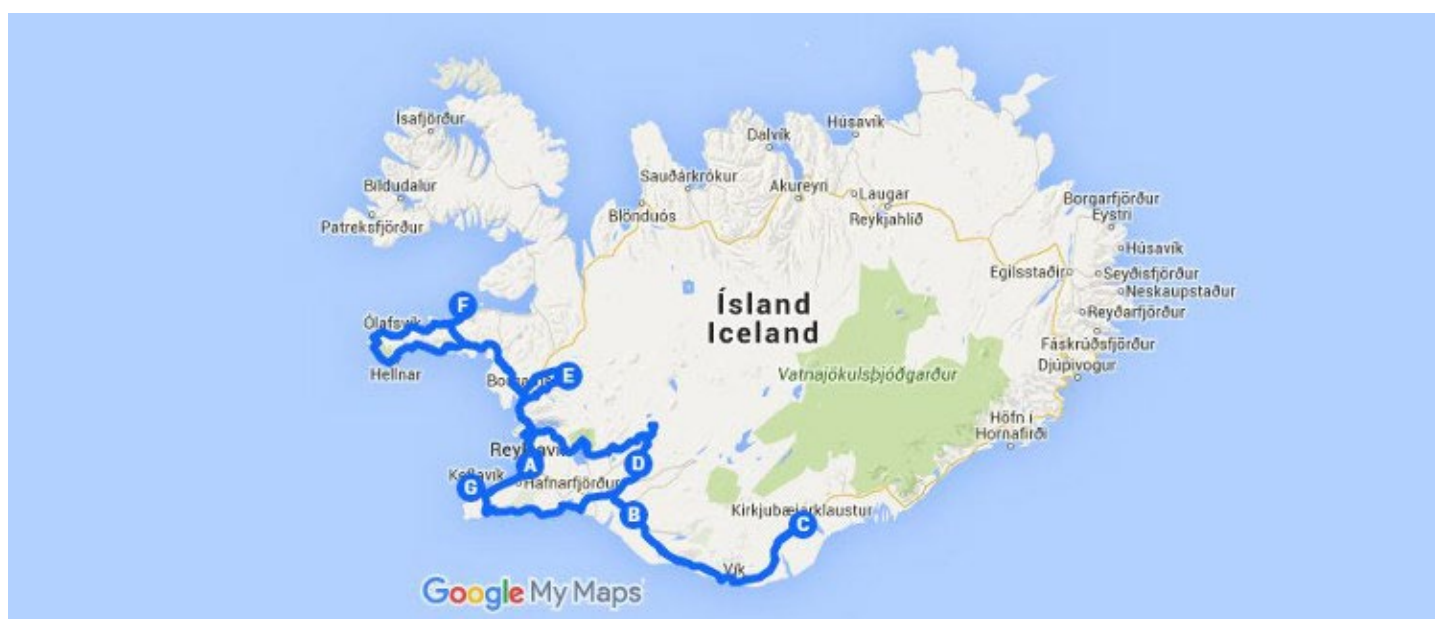 Ísafjörður
Bíldudalur
Patreksfjörður
Dalvík
Húsavík
Sauðárkrókur
Akureyri
Laugar
Blönduós
Reykjahlíð
Borgarfjörður
Eystri
Húsavík
Egilsstaðir
Seyðisfjörður
Neskaupstaður
Reyðarfjörður
Fáskrúðsfjörður
Djúpivogur
Ísland
Iceland
F
Ólafsvík
Hellnar
E
Vatnajökulsþjóðgarður
Höfn í
Hornafirði
A
D
G
Hafnarfjörður
B
Kirkjubæjarklaustur
C
Vík
Google My Maps